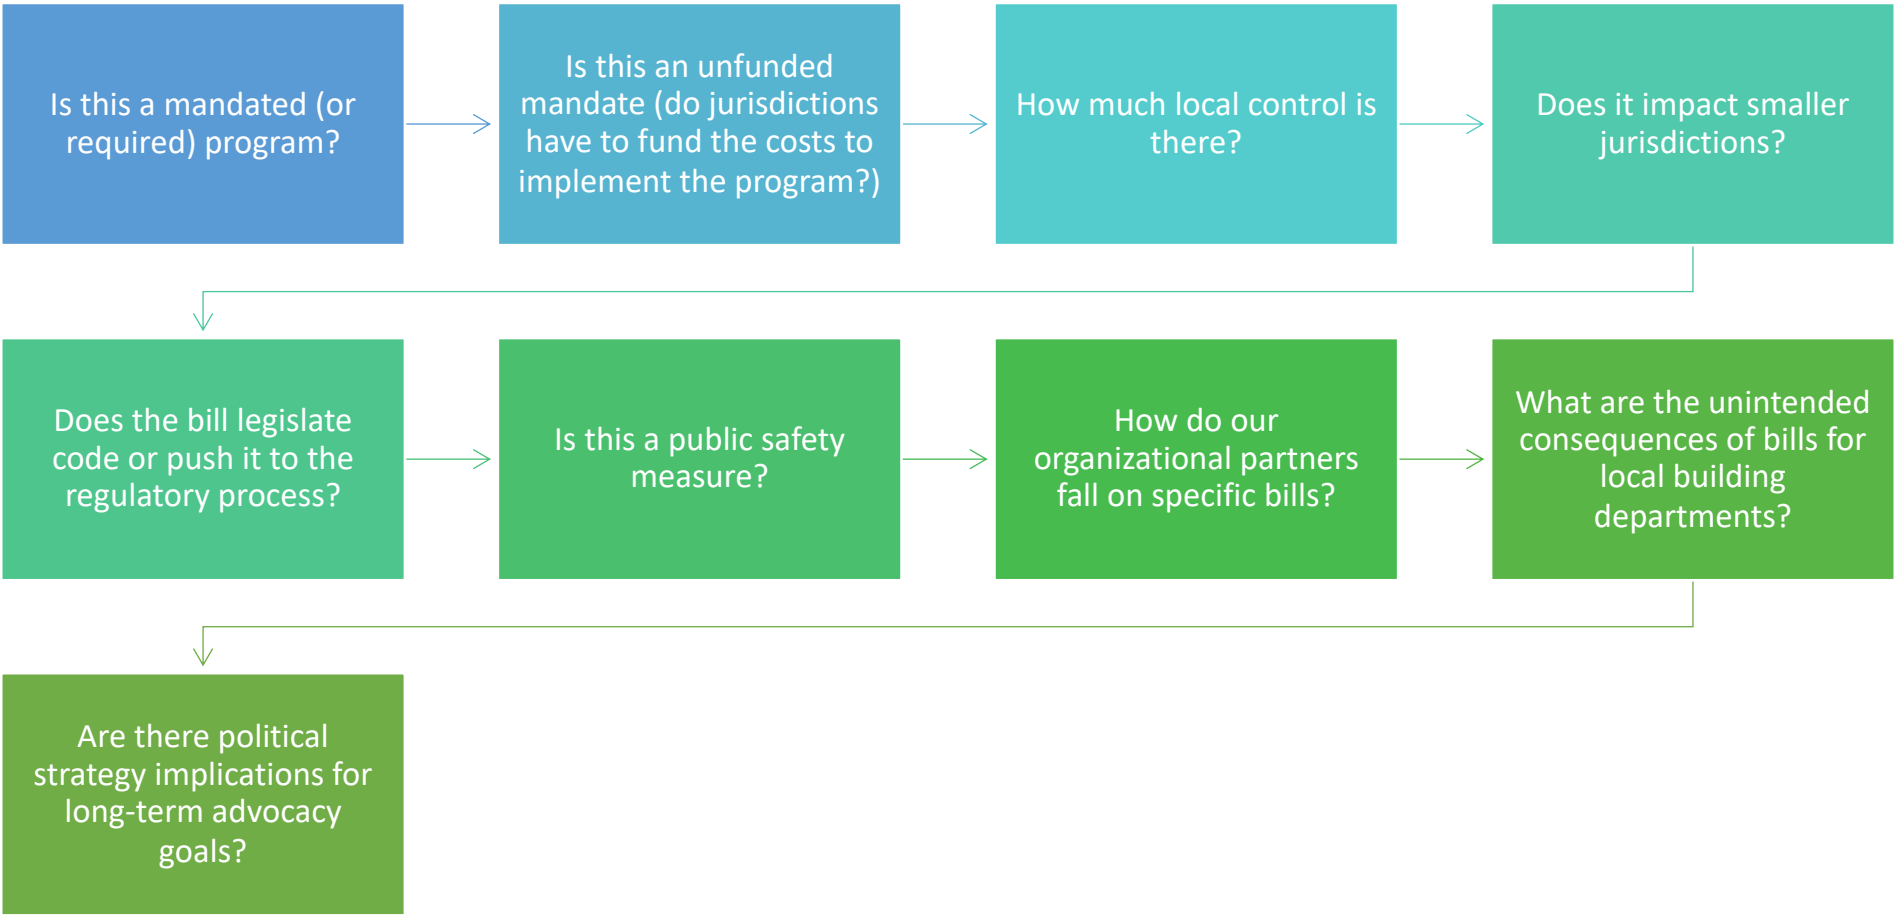 Is this a mandated (or
required) program?
Is this an unfunded
mandate (do jurisdictions
have to fund the costs to
implement the program?)
How much local control is
there?
Does it impact smaller
jurisdictions?
Does the bill legislate
code or push it to the
regulatory process?
Is this a public safety
measure?
How do our
organizational partners
fall on specific bills?
What are the unintended
consequences of bills for
local building
departments?
Are there political
strategy implications for
long-term advocacy
goals?